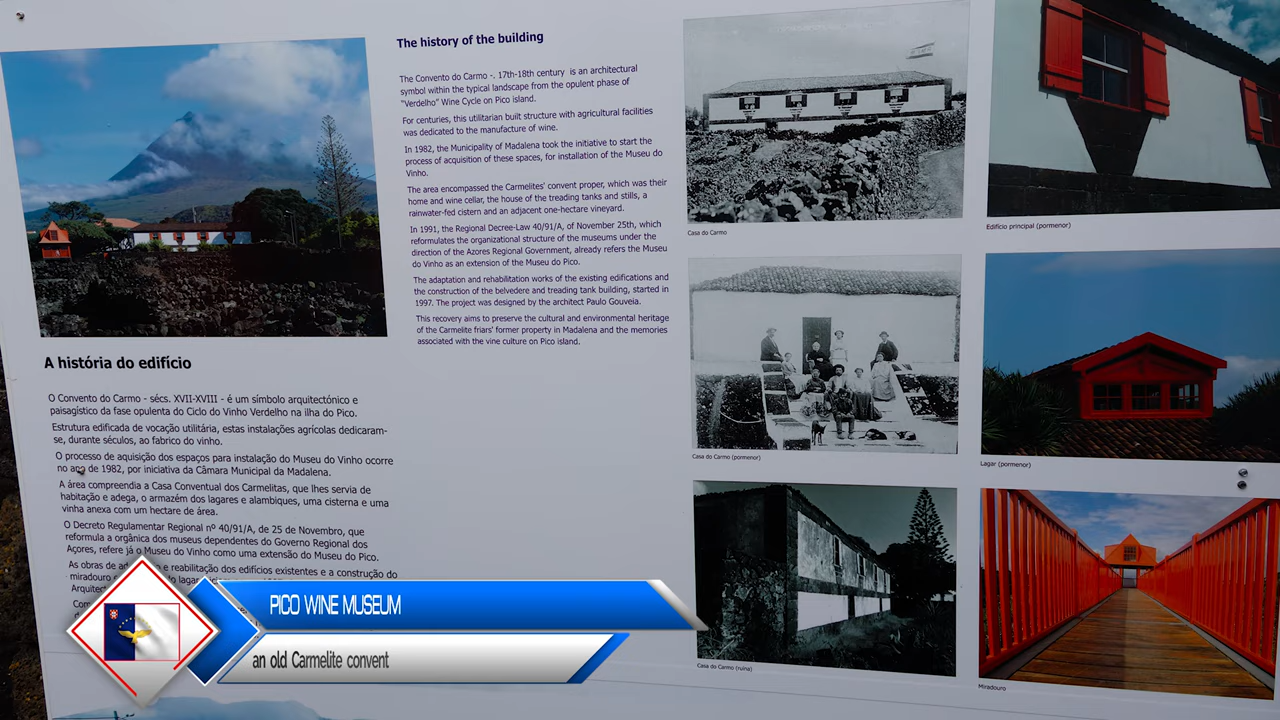 The history of the building
The Convento do Carmo -. 17th-18th century is an architectural
symbol within the typical landscape from the opulent phase of
"Verdelho" Wine Cycle on Pico island.
For centuries, this utilitarian built structure with agricultural facilities
was dedicated to the manufacture of wine.
In 1982, the Municipality of Madalena took the initiative to start the
process of acquisition of these spaces, for installation of the Museu do
Vinho.
The area encompassed the Carmelites' convent proper, which was their
home and wine cellar, the house of the treading tanks and stills, a
rainwater-fed cistern and an adjacent one-hectare vineyard.
In 1991, the Regional Decree-Law 40/91/A, of November 25th, which
reformulates the organizational structure of the museums under the
direction of the Azores Regional Government, already refers the Museu
do Vinho as an extension of the Museu do Pico.
The adaptation and rehabilitation works of the existing edifications and
the construction of the belvedere and treading tank building, started in
1997. The project was designed by the architect Paulo Gouveia.
This recovery aims to preserve the cultural and environmental heritage
of the Carmelite friars' former property in Madalena and the memories
associated with the vine culture on Pico island.
A história do edifício
O Convento do Carmo - sécs. XVII-XVIII - é um símbolo arquitectónico e
paisagístico da fase opulenta do Ciclo do Vinho Verdelho na ilha do Pico.
Estrutura edificada de vocação utilitária, estas instalações agrícolas dedicaram-
se, durante séculos, ao fabrico do vinho.
O processo de aquisição dos espaços para instalação do Museu do Vinho ocorre
no ano de 1982, por iniciativa da Câmara Municipal da Madalena.
A área compreendia a Casa Conventual dos Carmelitas, que lhes servia de
habitação e adega, o armazém dos lagares e alambiques, uma cisterna e uma
vinha anexa com um hectare de área.
O Decreto Regulamentar Regional nº 40/91/A, de 25 de Novembro, que
reformula a orgânica dos museus dependentes do Governo Regional dos
Açores, refere já o Museu do Vinho como uma extensão do Museu do Pico.
As obras de e reabilitação dos edifícios existentes e a construção do
miradouro do
Casa do Carmo
Edifício principal (pormenor)
Casa do Carmo (pormenor)
Lagar (pormenor)
Casa do Carmo (ruína)
Miradouro
PICO WINE MUSEUM
an old Carmelite convent